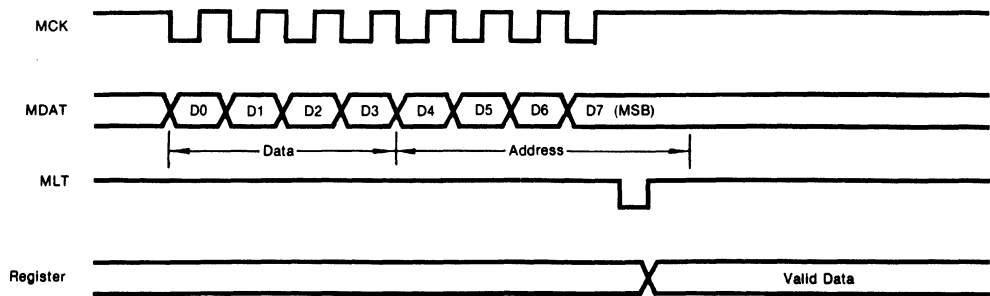 MCK
MDAT D0 D1 D2 D3 D4 D5 D6 D7 (MSB)
Data Address
MLT
Register Valid Data